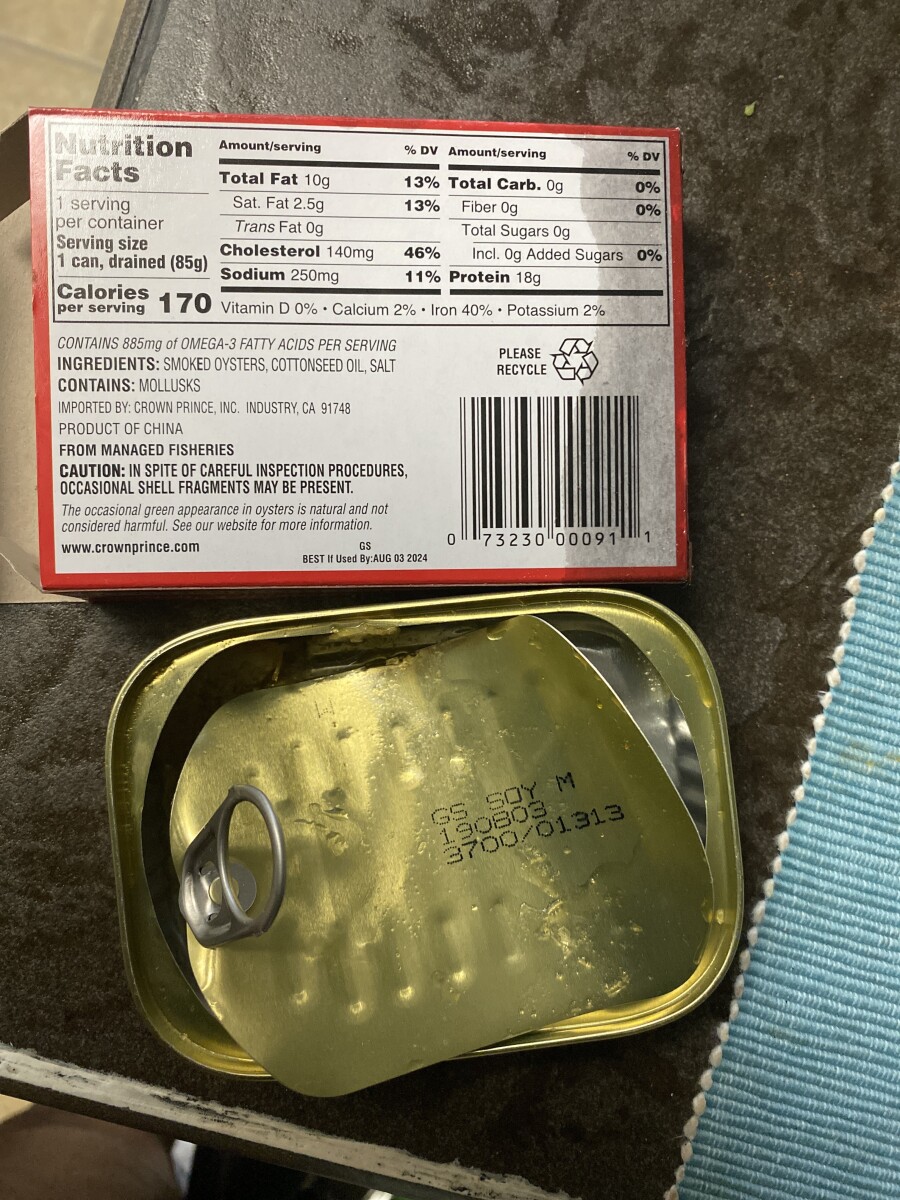 Nutrition
Facts
1 serving
per container
Serving size
1 can, drained (85g)
Calories
per serving 170
Amount/serving % DV
Total Fat 10g 13%
Sat. Fat 2.5g 13%
Trans Fat 0g
Cholesterol 140mg 46%
Sodium 250mg 11%
Amount/serving % DV
Total Carb. 0g 0%
Fiber 0g 0%
Total Sugars 0g
Incl. 0g Added Sugars 0%
Protein 18g
Vitamin D 0% • Calcium 2% • Iron 40% • Potassium 2%
CONTAINS 885mg of OMEGA-3 FATTY ACIDS PER SERVING
INGREDIENTS: SMOKED OYSTERS, COTTONSEED OIL, SALT
CONTAINS: MOLLUSKS
IMPORTED BY: CROWN PRINCE, INC. INDUSTRY, CA 91748
PRODUCT OF CHINA
FROM MANAGED FISHERIES
CAUTION: IN SPITE OF CAREFUL INSPECTION PROCEDURES,
OCCASIONAL SHELL FRAGMENTS MAY BE PRESENT.
The occasional green appearance in oysters is natural and not
considered harmful. See our website for more information.
www.crownprince.com
GS
BEST If Used By:AUG 03 2024
PLEASE
RECYCLE
0 73230 00091 1
GS SOY M
190803
3700/01313